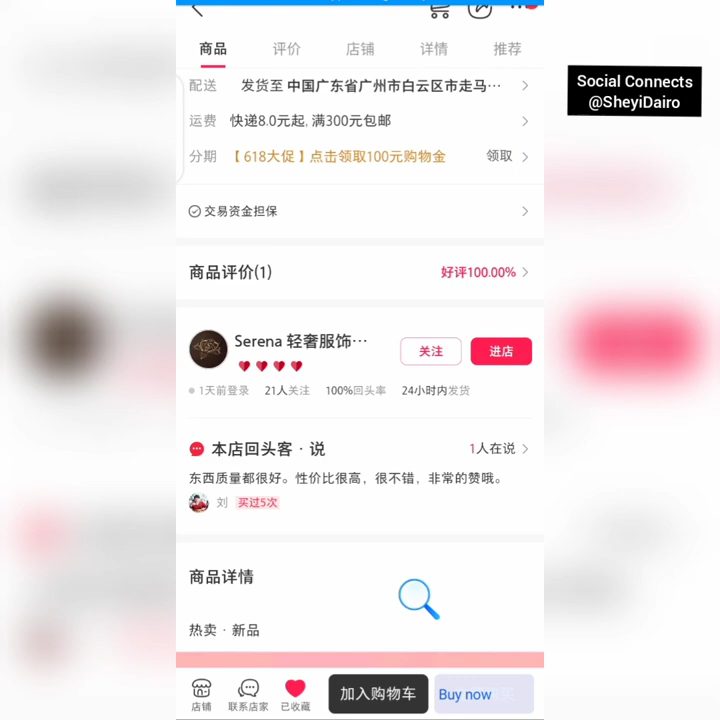 Social Connects
@SheyiDairo
商品 评价 店铺 详情 推荐
配送 发货至 中国广东省广州市白云区市走马…
运费 快递8.0元起, 满300元包邮
分期 【618大促】点击领取100元购物金 领取
交易资金担保
商品评价(1) 好评100.00%
Serena 轻奢服饰…
关注 进店
1天前登录 21人关注 100%回头率 24小时内发货
本店回头客 · 说 1人在说
东西质量都很好。性价比很高，很不错，非常的赞哦。
刘 买过5次
商品详情
热卖 · 新品
店铺 联系店家 已收藏 加入购物车 Buy now